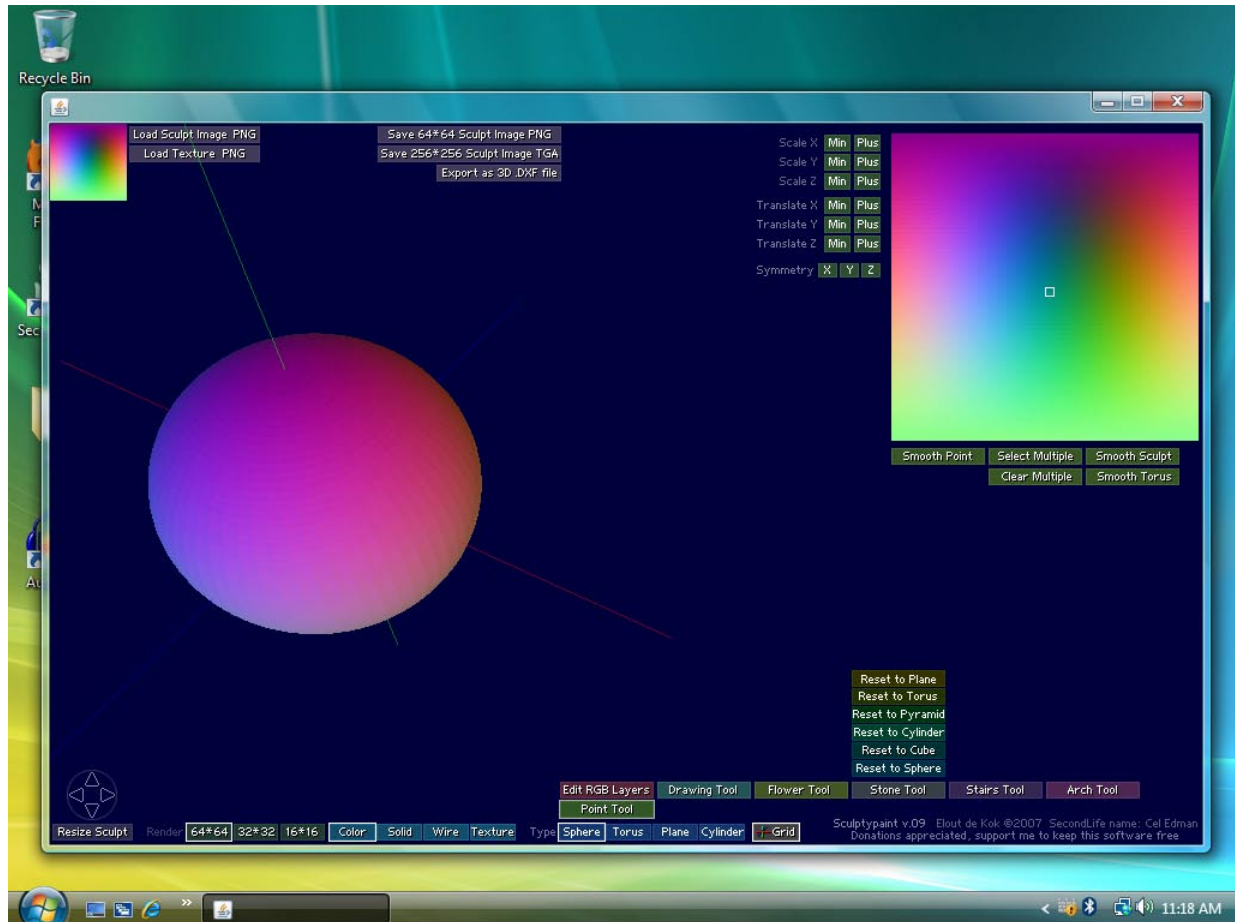 Recycle Bin
Load Sculpt Image PNG
Load Texture PNG
Save 64*64 Sculpt Image PNG
Save 256*256 Sculpt Image TGA
Export as 3D .DXF file
Scale X Min Plus
Scale Y Min Plus
Scale Z Min Plus
Translate X Min Plus
Translate Y Min Plus
Translate Z Min Plus
Symmetry X Y Z
Smooth Point Select Multiple Smooth Sculpt
Clear Multiple Smooth Torus
Reset to Plane
Reset to Torus
Reset to Pyramid
Reset to Cylinder
Reset to Cube
Reset to Sphere
Edit RGB Layers Drawing Tool Flower Tool Stone Tool Stairs Tool Arch Tool
Point Tool
Resize Sculpt Render 64*64 32*32 16*16 Color Solid Wire Texture Type Sphere Torus Plane Cylinder Grid
Sculptypaint v.09 Elout de Kok ©2007 SecondLife name: Cel Edman
Donations appreciated, support me to keep this software free
11:18 AM